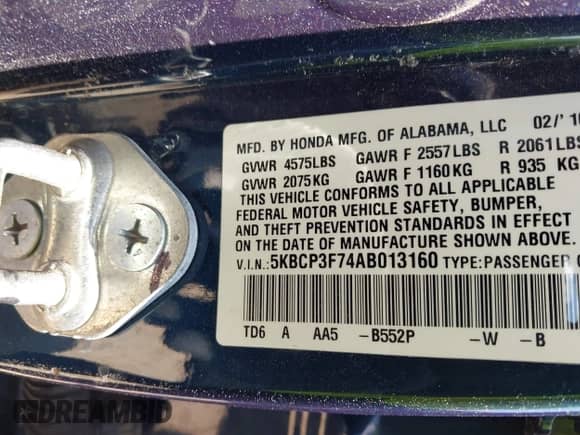 MFD. BY HONDA MFG. OF ALABAMA, LLC 02/'10
GVWR 4575LBS GAWR F 2557LBS R 2061LBS
GVWR 2075KG GAWR F 1160KG R 935 KG
THIS VEHICLE CONFORMS TO ALL APPLICABLE
FEDERAL MOTOR VEHICLE SAFETY, BUMPER,
AND THEFT PREVENTION STANDARDS IN EFFECT
ON THE DATE OF MANUFACTURE SHOWN ABOVE.
V.I.N.:5KBCP3F74AB013160 TYPE:PASSENGER
TD6 A AA5 -B552P -W -B
DREAMBID